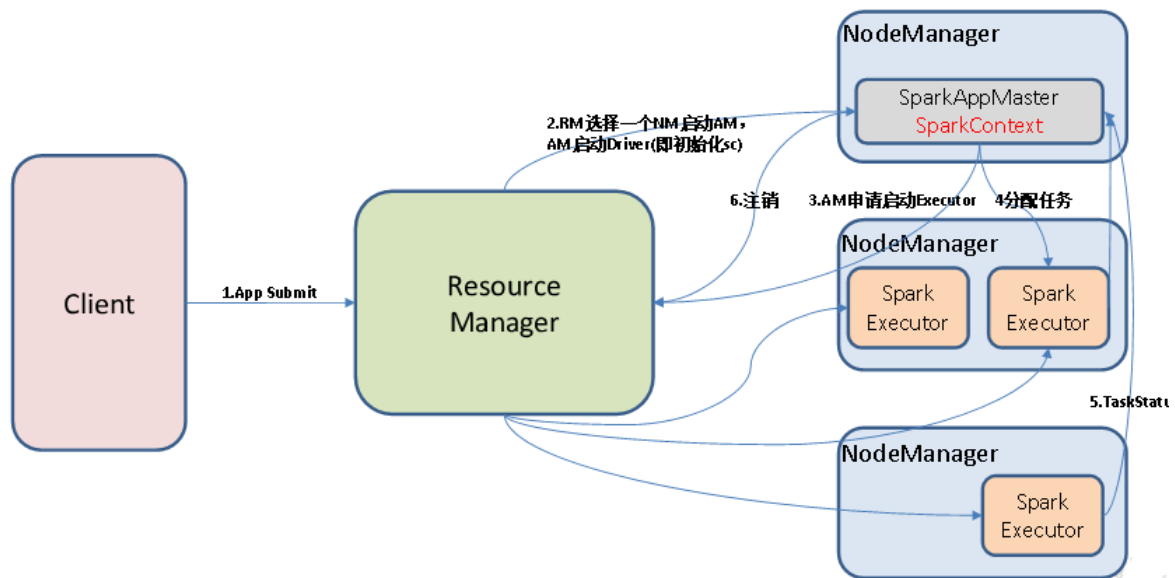 NodeManager
SparkAppMaster
SparkContext
2.RM选择一个NM启动AM，
AM启动Driver(即初始化sc)
6.注销
3.AM申请启动Executor
4分配任务
NodeManager
Client
1.App Submit
Resource
Manager
Spark
Executor
Spark
Executor
5.TaskStatu
NodeManager
Spark
Executor